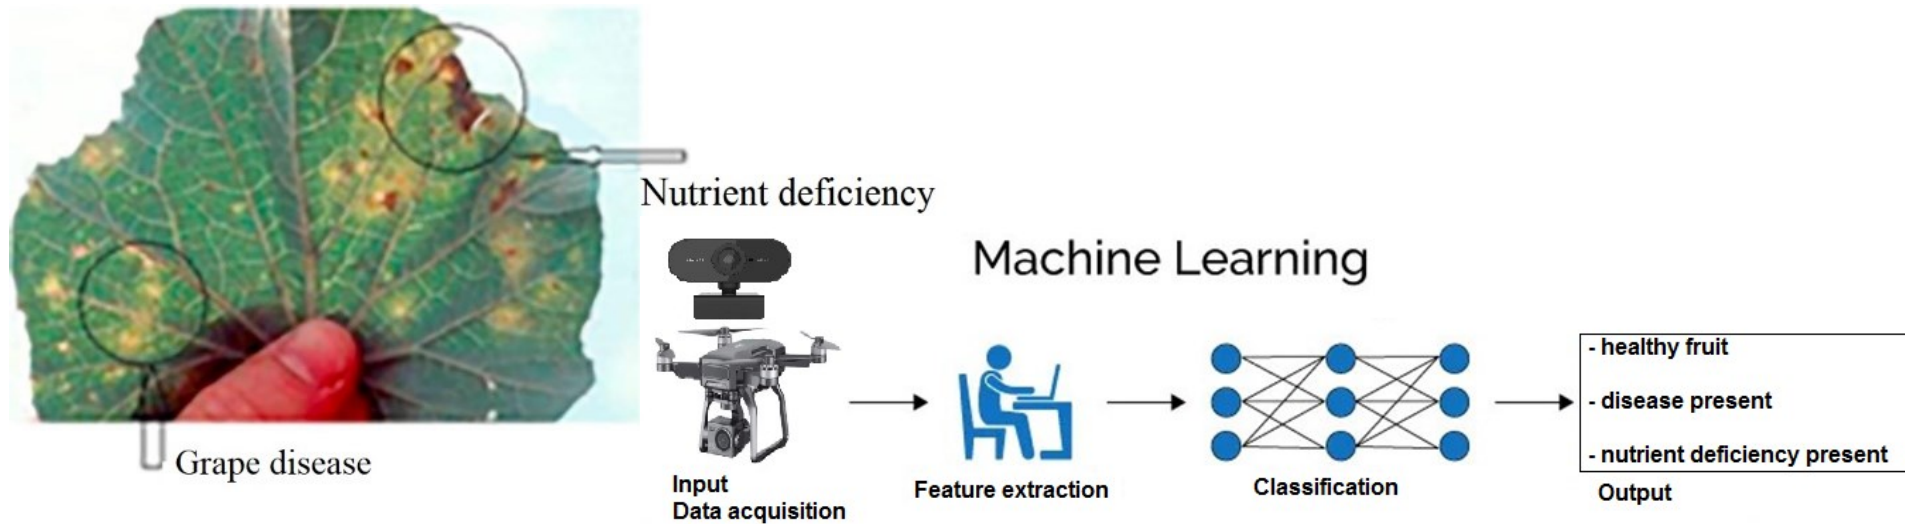 Nutrient deficiency
Grape disease
Machine Learning
Input
Data acquisition
Feature extraction
Classification
- healthy fruit
- disease present
- nutrient deficiency present
Output